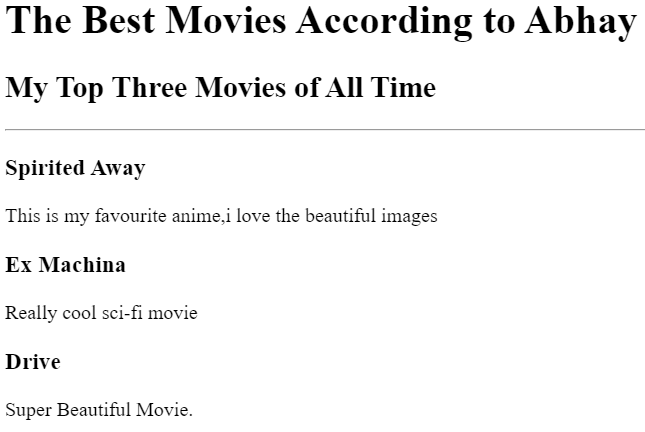 The Best Movies According to Abhay
My Top Three Movies of All Time
Spirited Away
This is my favourite anime,i love the beautiful images
Ex Machina
Really cool sci-fi movie
Drive
Super Beautiful Movie.